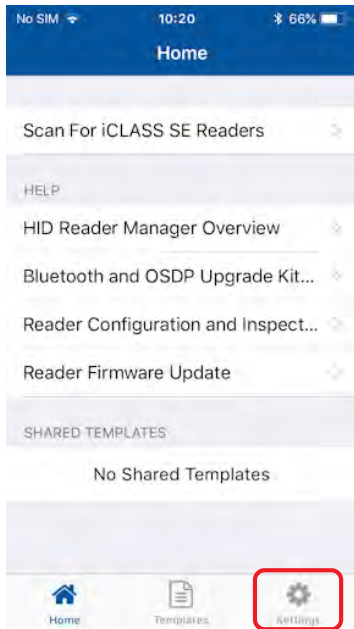 No SIM 10:20 66%
Home
Scan For iCLASS SE Readers
HELP
HID Reader Manager Overview
Bluetooth and OSDP Upgrade Kit...
Reader Configuration and Inspect...
Reader Firmware Update
SHARED TEMPLATES
No Shared Templates
Home Templates Settings